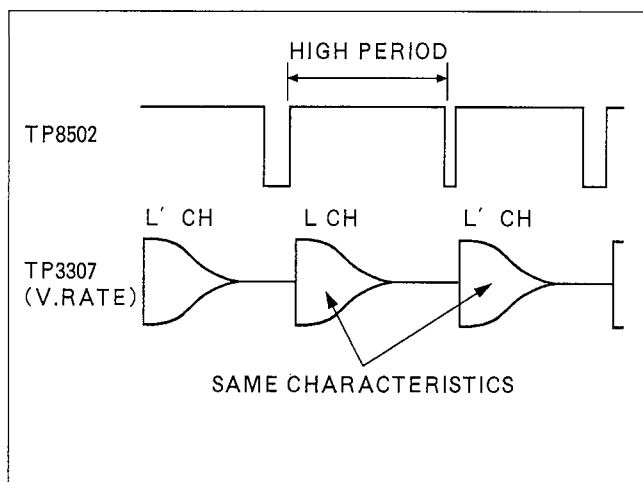 HIGH PERIOD
TP8502
L' CH L CH L' CH
TP3307
(V.RATE)
SAME CHARACTERISTICS